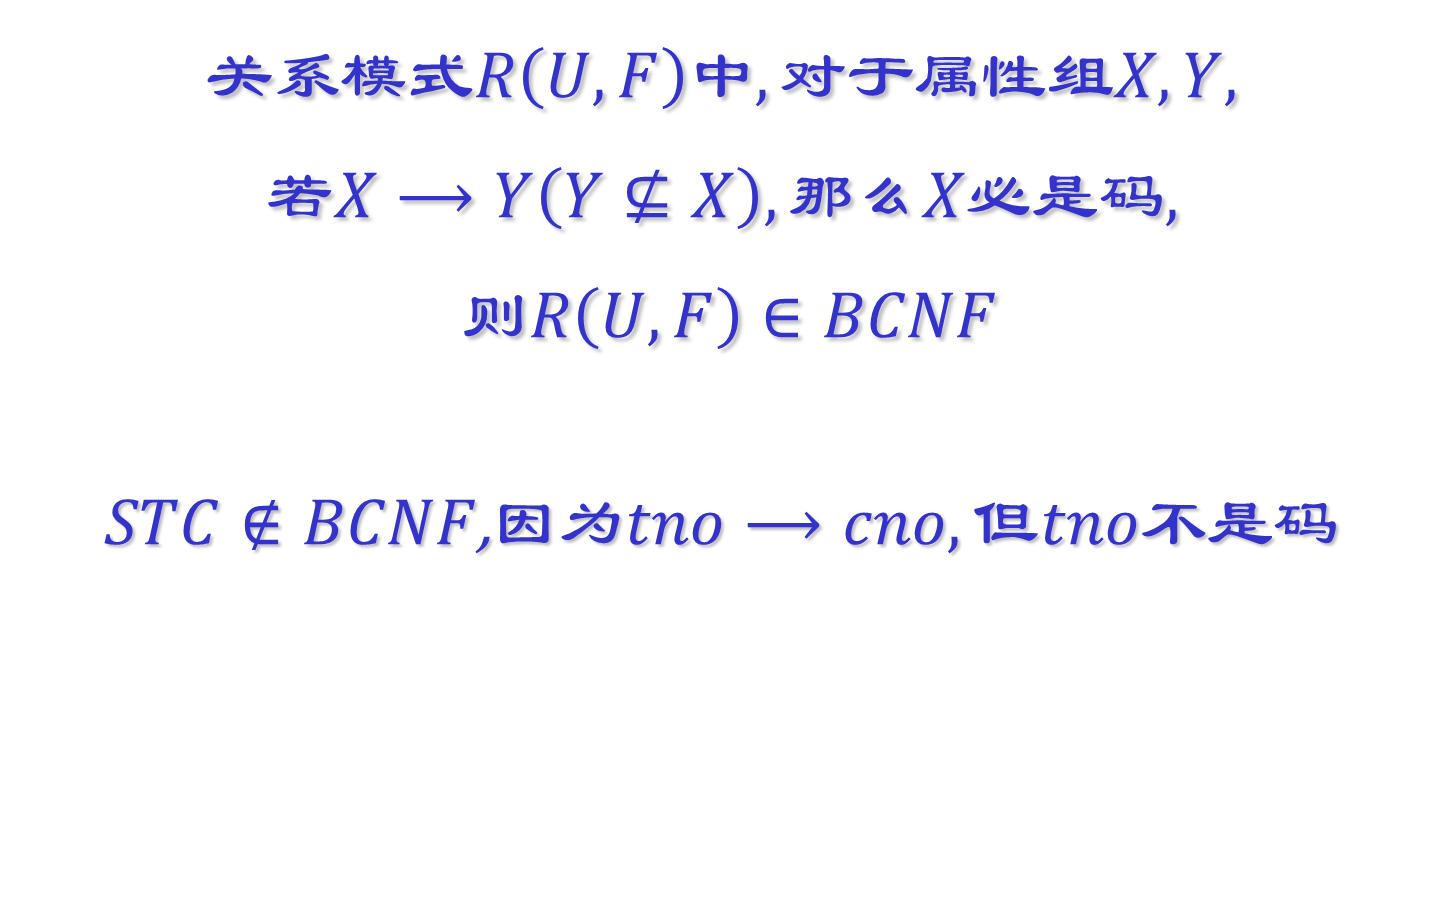 关系模式R(U,F)中,对于属性组X,Y,
若X⟶Y(Y⊈X),那么X必是码,
则R(U,F)∈BCNF
STC∉BCNF,因为tno⟶cno,但tno不是码